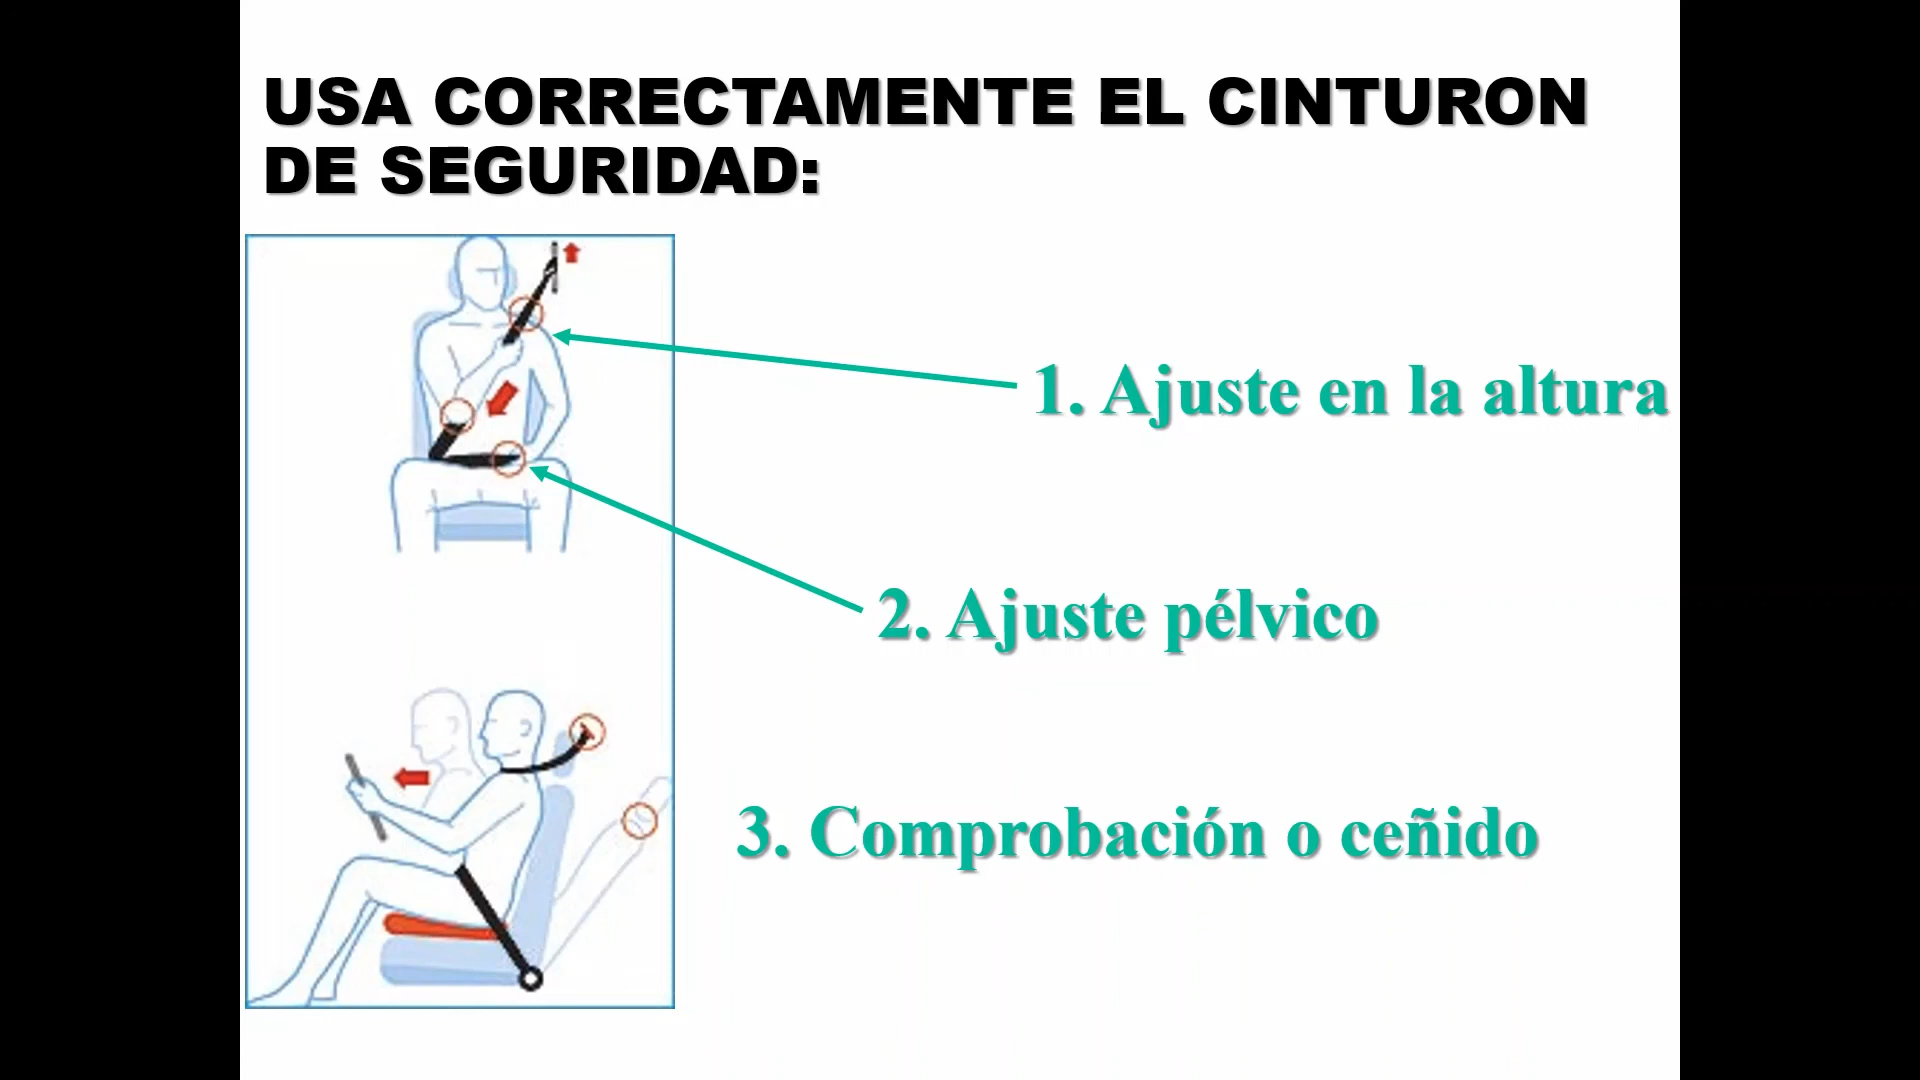 USA CORRECTAMENTE EL CINTURON
DE SEGURIDAD:
1. Ajuste en la altura
2. Ajuste pélvico
3. Comprobación o ceñido